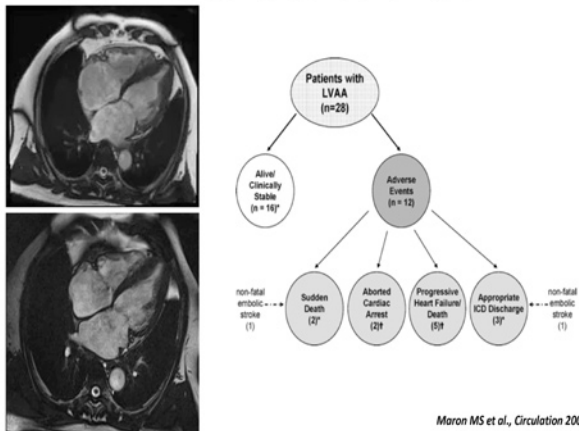 Patients with
LVAA
(n=28)
Alive/
Clinically
Stable
(n = 16)*
Adverse
Events
(n = 12)
non-fatal
embolic
stroke
(1)
Sudden
Death
(2)*
Aborted
Cardiac
Arrest
(2)†
Progressive
Heart Failure/
Death
(5)†
Appropriate
ICD Discharge
(3)*
non-fatal
embolic
stroke
(1)
Maron MS et al., Circulation 200